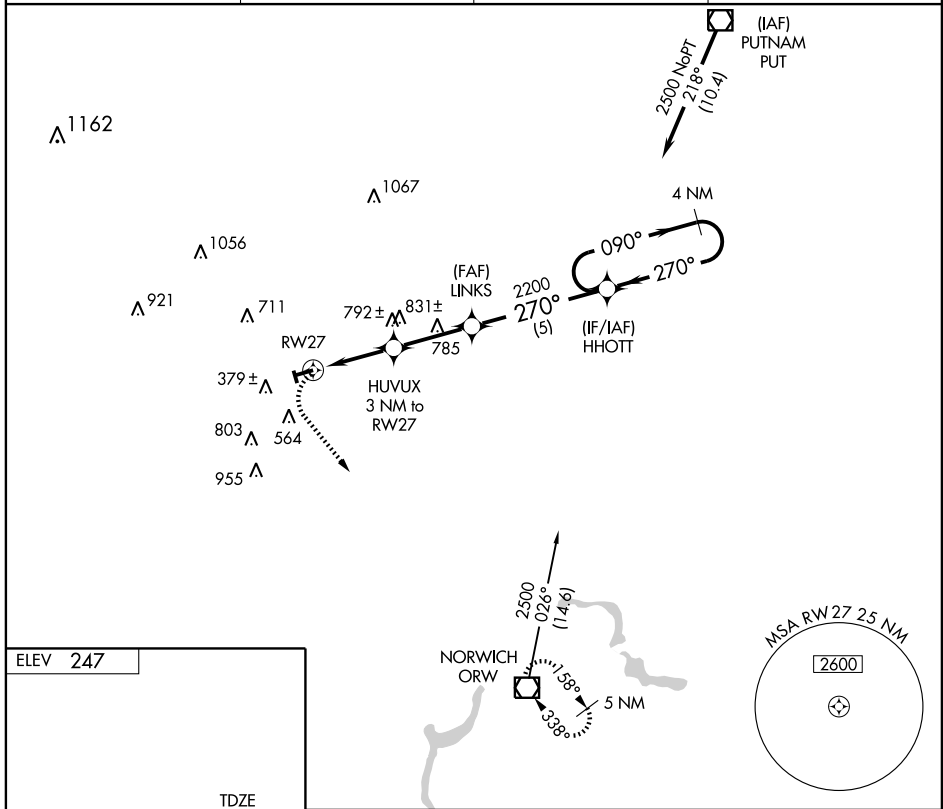 (IAF)
PUTNAM
PUT
2500 NoPT
218°
(10.4)
1162
1067
4 NM
1056
090°
270°
(FAF)
LINKS
2200
270°
(5)
921
711
792±
831±
785
(IF/IAF)
HHOTT
RW27
379±
HUVUX
3 NM to
RW27
803
564
955
2500
026°
(14.6)
MSA RW27 25 NM
2600
ELEV 247
NORWICH
ORW
158°
338°
5 NM
TDZE